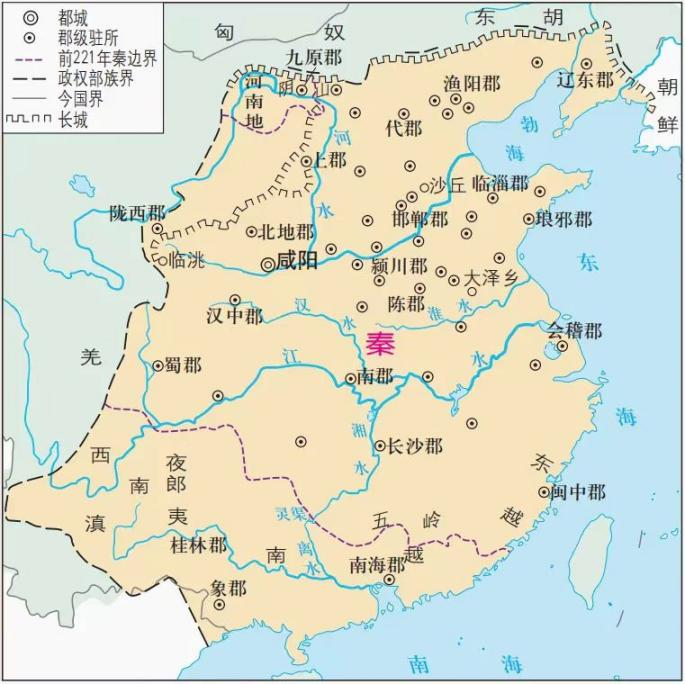 都城
郡级驻所
前221年秦边界
政权部族界
今国界
长城
匈
奴
东
胡
九原郡
河南地
阴
山
渔阳郡
辽东郡
朝鲜
代郡
河
水
上郡
渤海
沙丘
临淄郡
陇西郡
北地郡
邯郸郡
琅邪郡
临洮
咸阳
颍川郡
大泽乡
东
海
汉中郡
汉
水
陈郡
淮
水
会稽郡
秦
羌
蜀郡
江
水
南郡
湘
水
长沙郡
西
南
夷
夜郎
滇
东
越
闽中郡
灵渠
五
岭
桂林郡
南
越
离水
南海郡
象郡
南
海